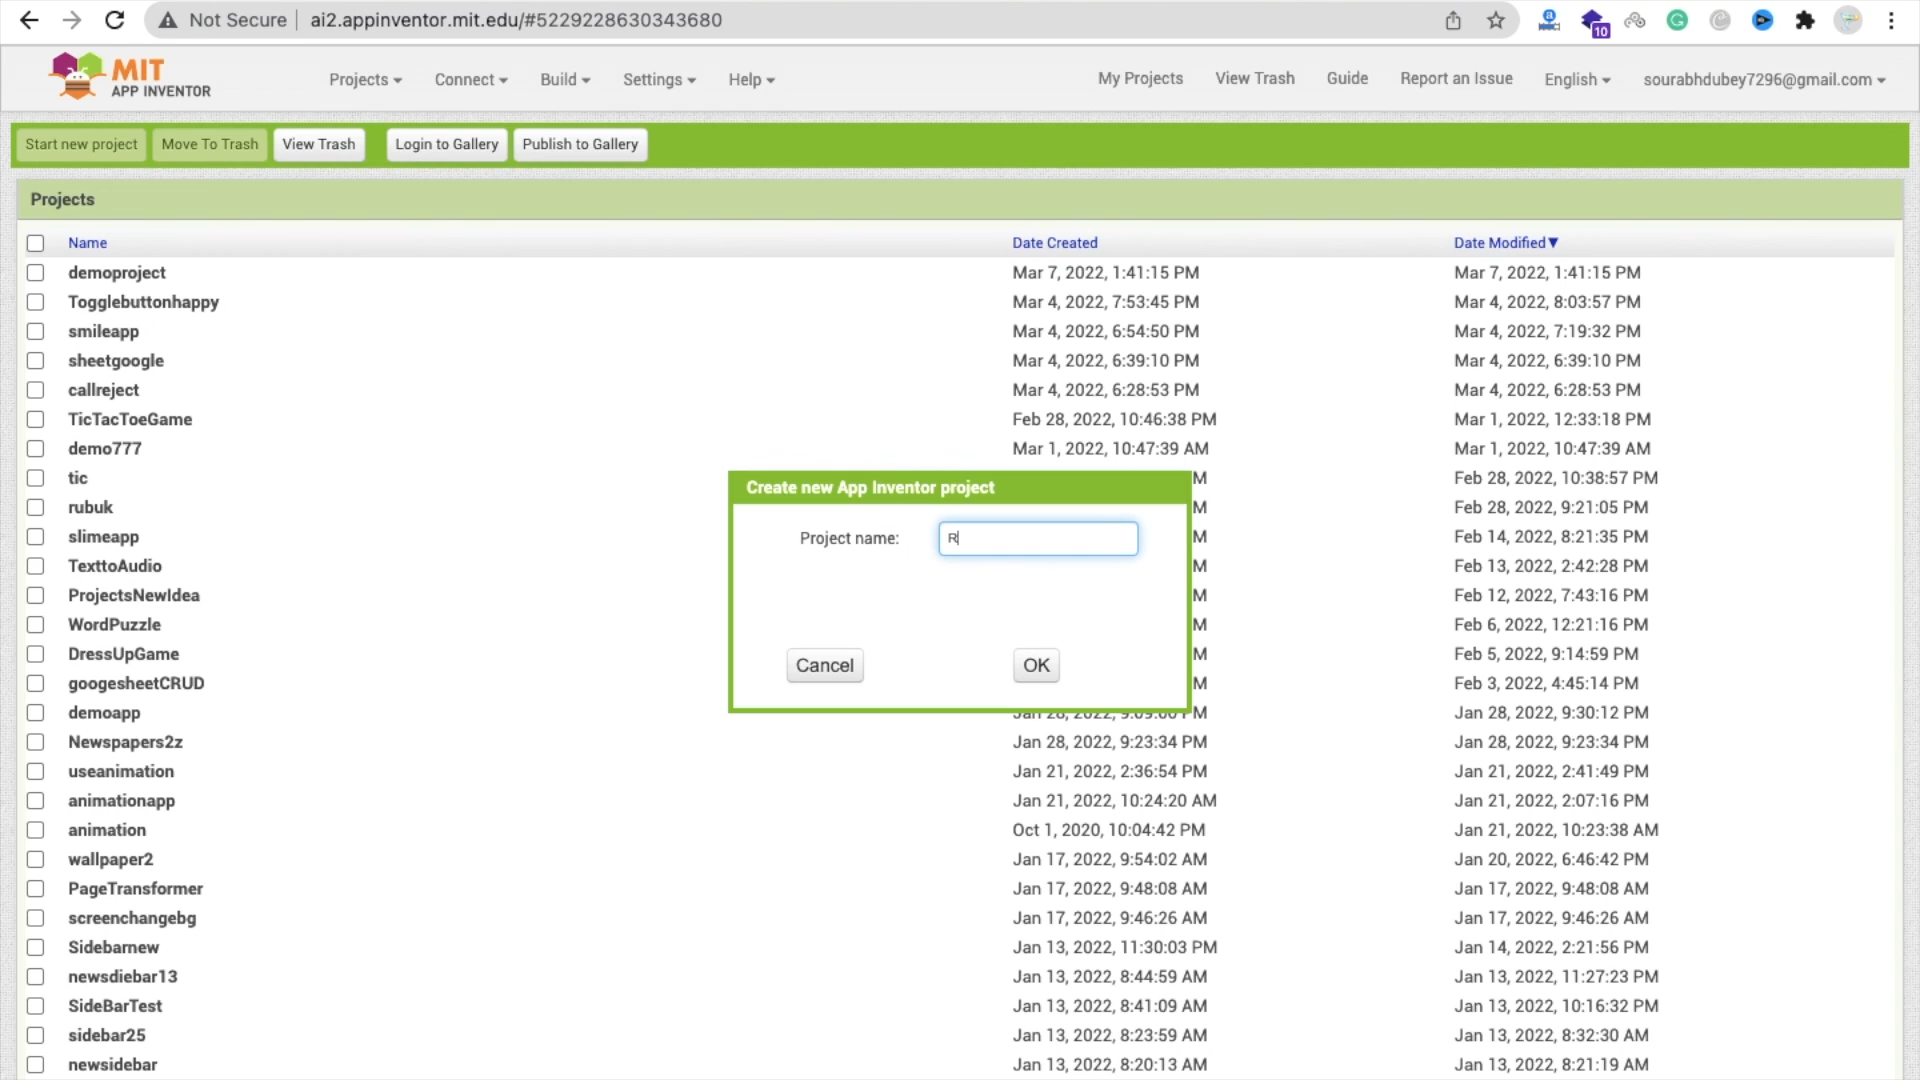 Not Secure | ai2.appinventor.mit.edu/#5229228630343680
10
MIT
APP INVENTOR
Projects Connect Build Settings Help My Projects View Trash Guide Report an Issue English sourabhdubey7296@gmail.com
Start new project Move To Trash View Trash Login to Gallery Publish to Gallery
Projects
Name Date Created Date Modified
demoproject Mar 7, 2022, 1:41:15 PM Mar 7, 2022, 1:41:15 PM
Togglebuttonhappy Mar 4, 2022, 7:53:45 PM Mar 4, 2022, 8:03:57 PM
smileapp Mar 4, 2022, 6:54:50 PM Mar 4, 2022, 7:19:32 PM
sheetgoogle Mar 4, 2022, 6:39:10 PM Mar 4, 2022, 6:39:10 PM
callreject Mar 4, 2022, 6:28:53 PM Mar 4, 2022, 6:28:53 PM
TicTacToeGame Feb 28, 2022, 10:46:38 PM Mar 1, 2022, 12:33:18 PM
demo777 Mar 1, 2022, 10:47:39 AM Mar 1, 2022, 10:47:39 AM
tic M Feb 28, 2022, 10:38:57 PM
rubuk M Feb 28, 2022, 9:21:05 PM
slimeapp M Feb 14, 2022, 8:21:35 PM
TexttoAudio M Feb 13, 2022, 2:42:28 PM
ProjectsNewIdea M Feb 12, 2022, 7:43:16 PM
WordPuzzle M Feb 6, 2022, 12:21:16 PM
DressUpGame M Feb 5, 2022, 9:14:59 PM
googesheetCRUD M Feb 3, 2022, 4:45:14 PM
demoapp Jan 28, 2022, PM Jan 28, 2022, 9:30:12 PM
Newspapers2z Jan 28, 2022, 9:23:34 PM Jan 28, 2022, 9:23:34 PM
useanimation Jan 21, 2022, 2:36:54 PM Jan 21, 2022, 2:41:49 PM
animationapp Jan 21, 2022, 10:24:20 AM Jan 21, 2022, 2:07:16 PM
animation Oct 1, 2020, 10:04:42 PM Jan 21, 2022, 10:23:38 AM
wallpaper2 Jan 17, 2022, 9:54:02 AM Jan 20, 2022, 6:46:42 PM
PageTransformer Jan 17, 2022, 9:48:08 AM Jan 17, 2022, 9:48:08 AM
screenchangebg Jan 17, 2022, 9:46:26 AM Jan 17, 2022, 9:46:26 AM
Sidebarnew Jan 13, 2022, 11:30:03 PM Jan 14, 2022, 2:21:56 PM
newsdiebar13 Jan 13, 2022, 8:44:59 AM Jan 13, 2022, 11:27:23 PM
SideBarTest Jan 13, 2022, 8:41:09 AM Jan 13, 2022, 10:16:32 PM
sidebar25 Jan 13, 2022, 8:23:59 AM Jan 13, 2022, 8:32:30 AM
newsidebar Jan 13, 2022, 8:20:13 AM Jan 13, 2022, 8:21:19 AM
Create new App Inventor project
Project name: R
Cancel OK